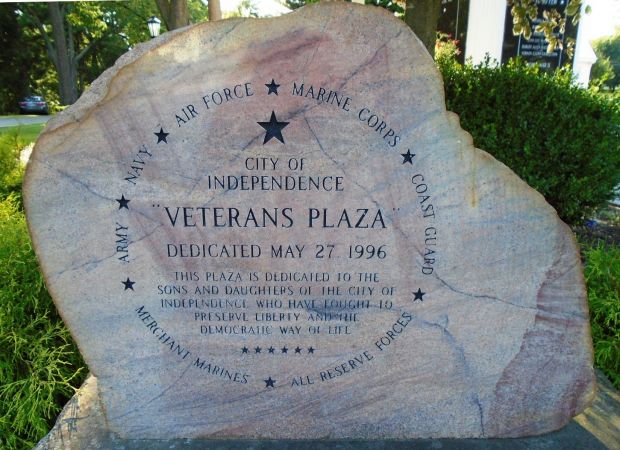 ARMY ★ NAVY ★ AIR FORCE ★ MARINE CORPS ★ COAST GUARD
CITY OF
INDEPENDENCE
"VETERANS PLAZA"
DEDICATED MAY 27, 1996
THIS PLAZA IS DEDICATED TO THE
SONS AND DAUGHTERS OF THE CITY OF
INDEPENDENCE WHO HAVE FOUGHT TO
PRESERVE LIBERTY AND THE
DEMOCRATIC WAY OF LIFE
MERCHANT MARINES ★ ALL RESERVE FORCES